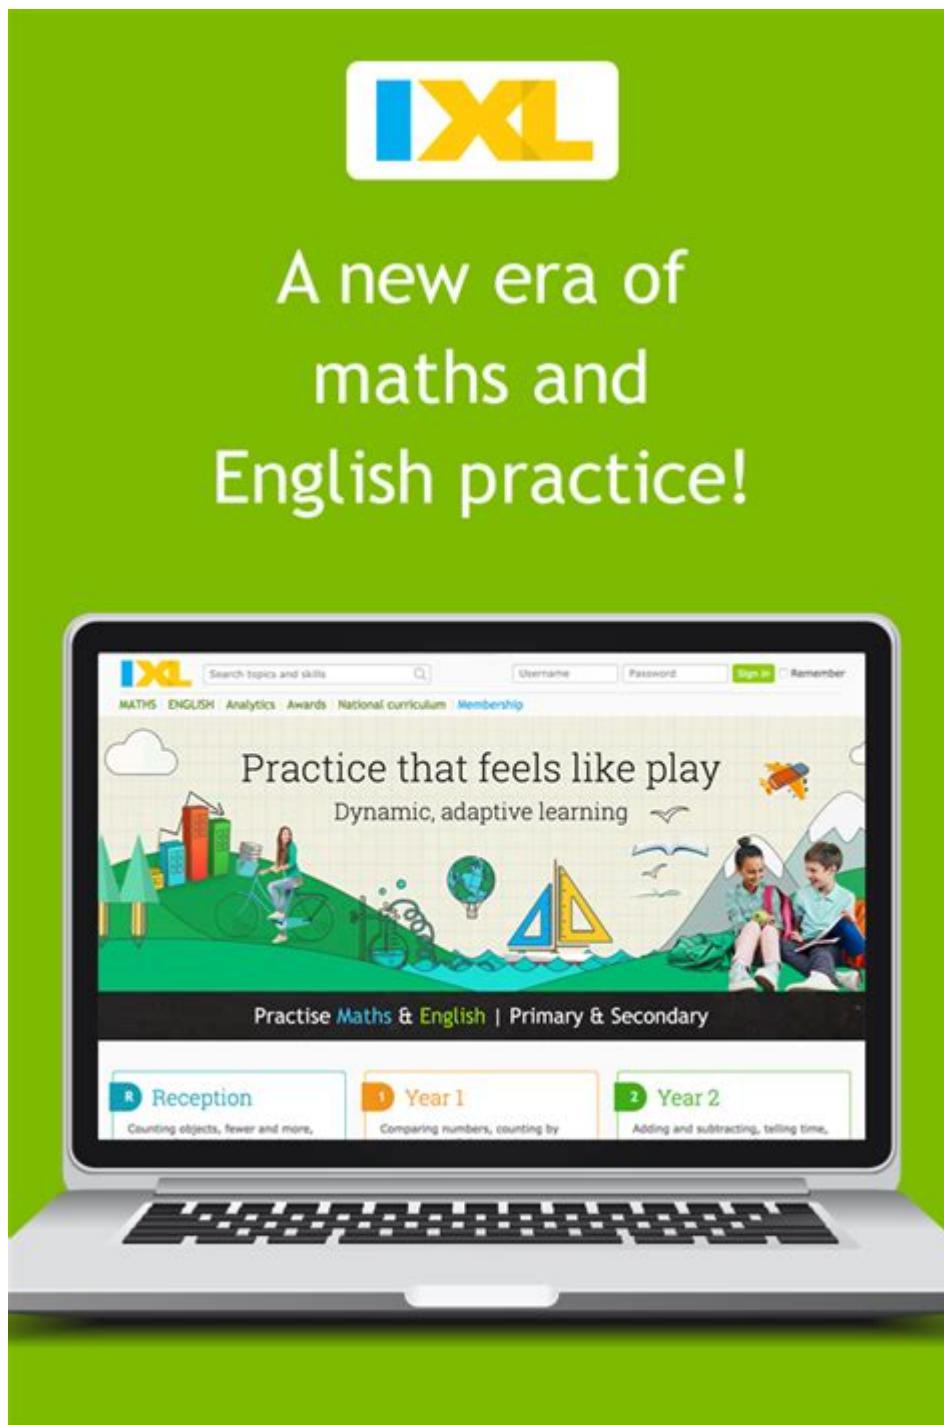 IXL
A new era of
maths and
English practice!
IXL Search topics and skills Username Password Sign in Remember
MATHS ENGLISH Analytics Awards National curriculum Membership
Practice that feels like play
Dynamic, adaptive learning
Practise Maths & English | Primary & Secondary
R Reception 1 Year 1 2 Year 2
Counting objects, fewer and more, Comparing numbers, counting by Adding and subtracting, telling time,